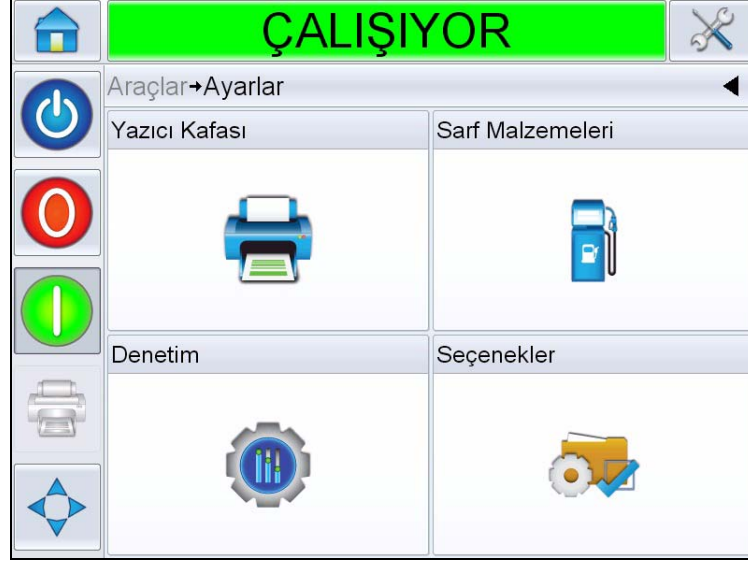 ÇALIŞIYOR
Araçlar→Ayarlar
Yazıcı Kafası
Sarf Malzemeleri
Denetim
Seçenekler